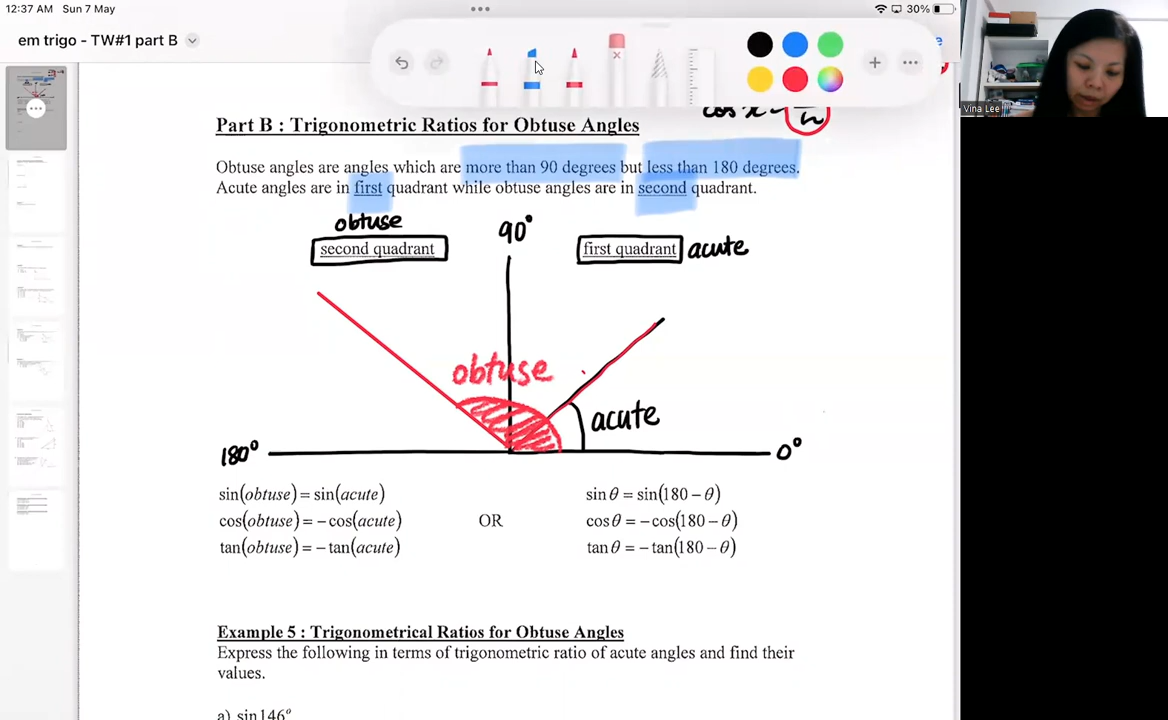 12:37 AM Sun 7 May
30%
em trigo - TW#1 part B
cos x =
h
Vina Lee
Part B : Trigonometric Ratios for Obtuse Angles
Obtuse angles are angles which are more than 90 degrees but less than 180 degrees.
Acute angles are in first quadrant while obtuse angles are in second quadrant.
obtuse
second quadrant
90°
first quadrant acute
obtuse
acute
180°
0°
sin(obtuse) = sin(acute)
cos(obtuse) = −cos(acute)
tan(obtuse) = −tan(acute)
OR
sin θ = sin(180 − θ)
cos θ = −cos(180 − θ)
tan θ = −tan(180 − θ)
Example 5 : Trigonometrical Ratios for Obtuse Angles
Express the following in terms of trigonometric ratio of acute angles and find their
values.
a) sin146°